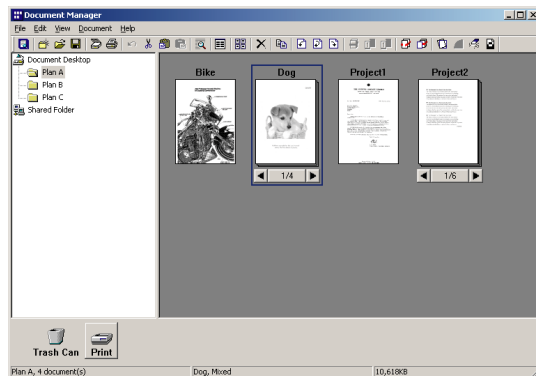 Document Manager
File Edit View Document Help
Document Desktop
Plan A
Plan B
Plan C
Shared Folder
Bike Dog Project1 Project2
1/4 1/6
Trash Can Print
Plan A, 4 document(s) Dog, Mixed 10,618KB